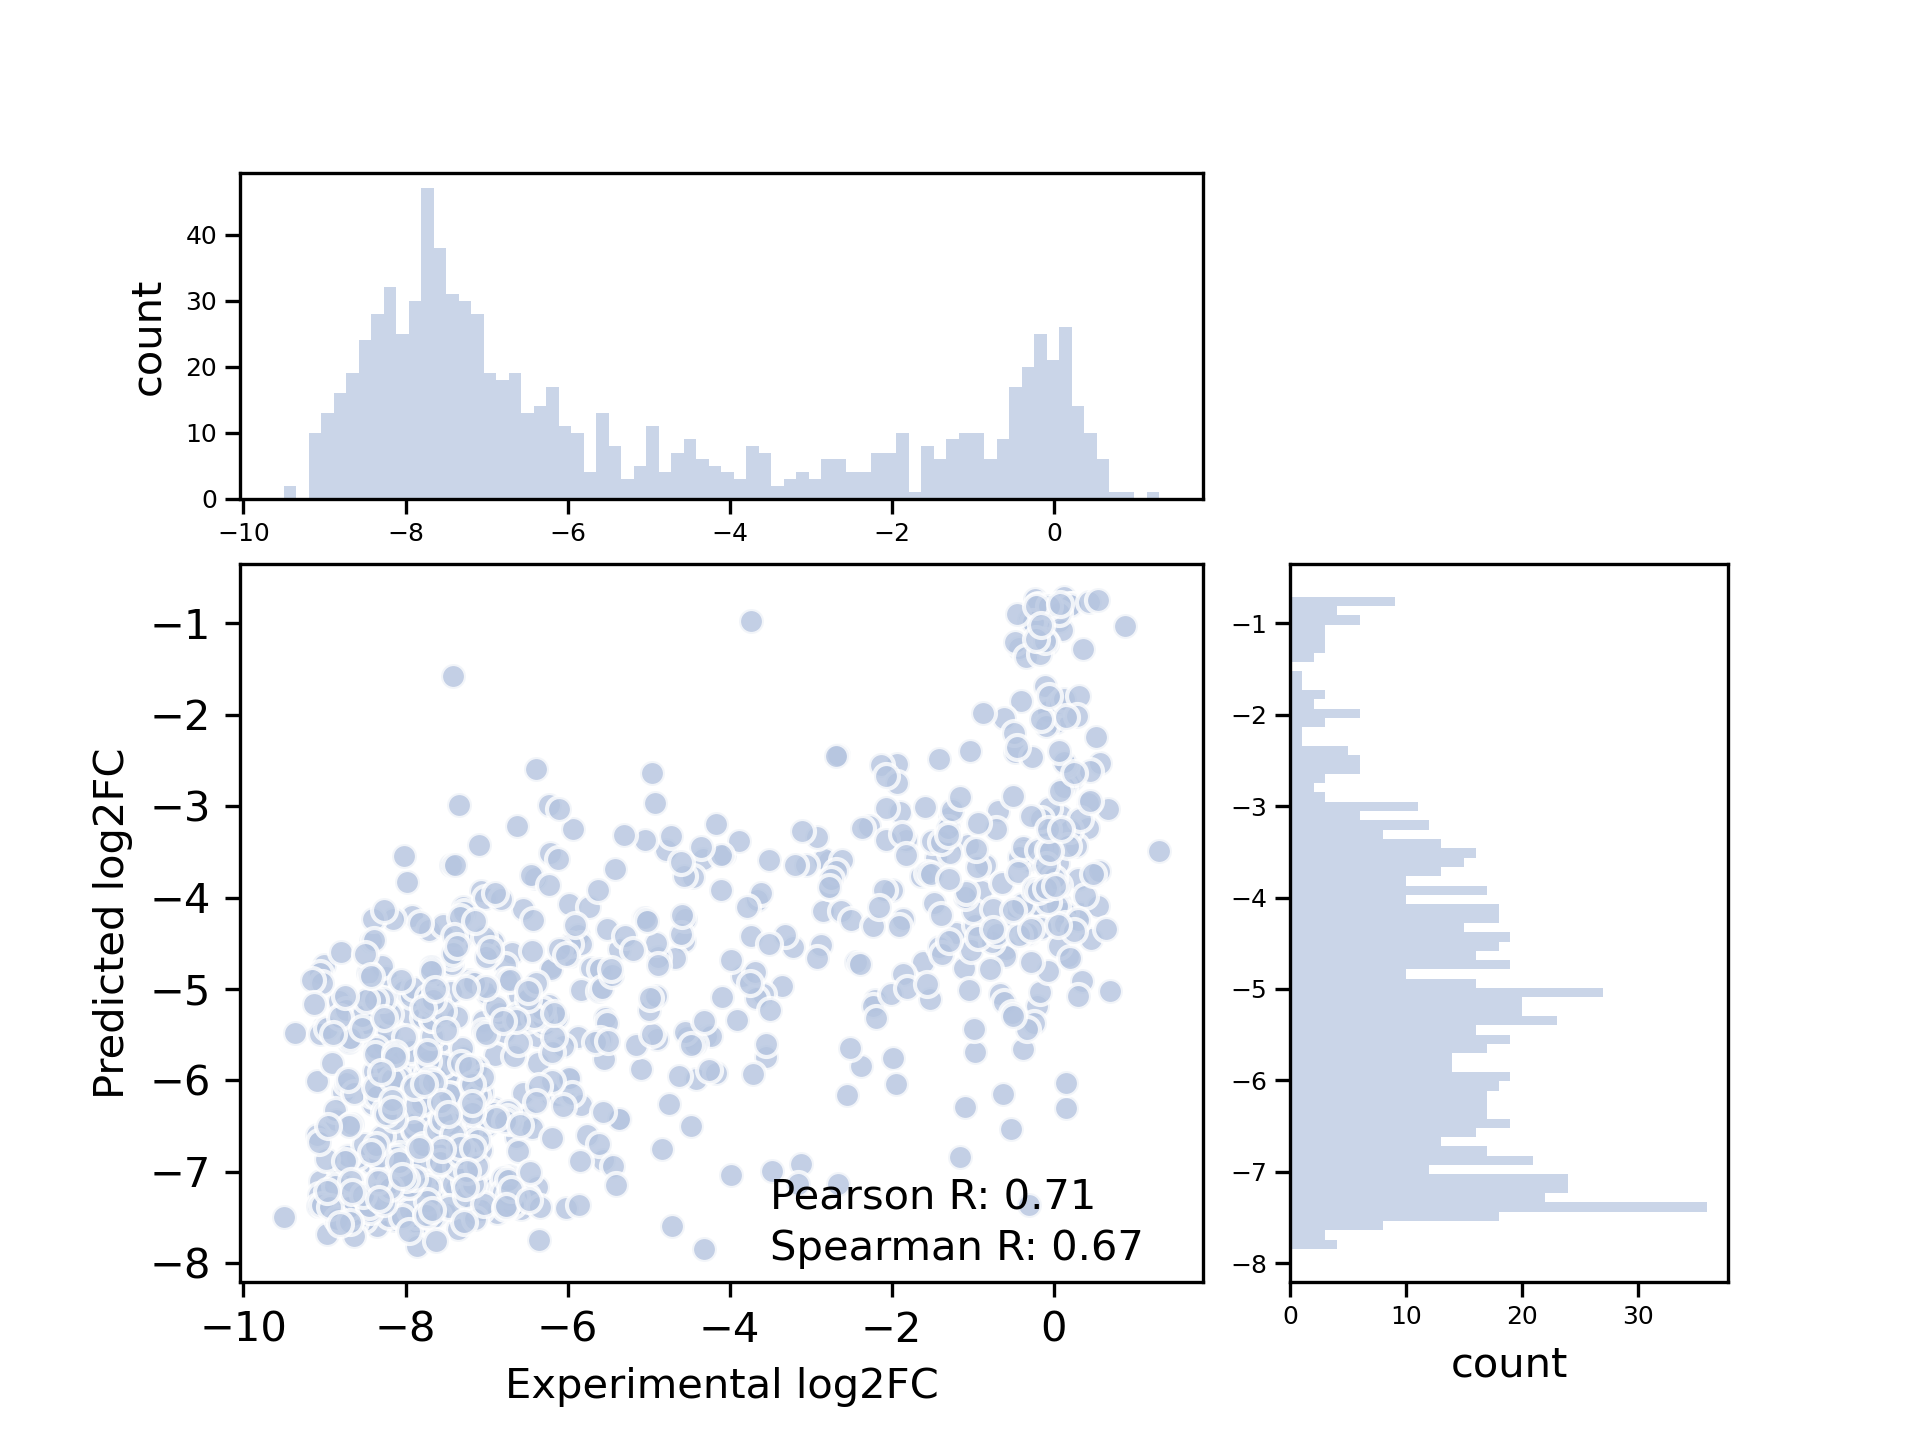 count
40
30
20
10
0
−10 −8 −6 −4 −2 0
Predicted log2FC
−1
−2
−3
−4
−5
−6
−7
−8
Pearson R: 0.71
Spearman R: 0.67
−10 −8 −6 −4 −2 0
Experimental log2FC
−1
−2
−3
−4
−5
−6
−7
−8
0 10 20 30
count